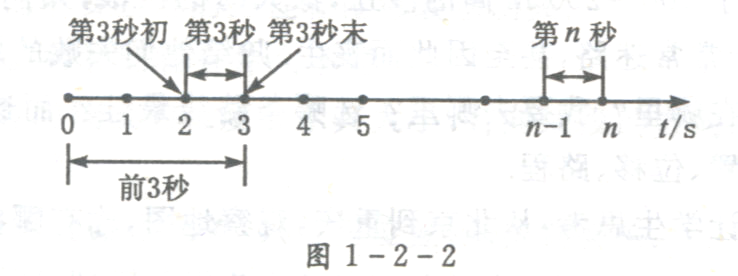 第3秒初 第3秒 第3秒末 第n秒
0 1 2 3 4 5 n-1 n t/s
前3秒
图 1-2-2